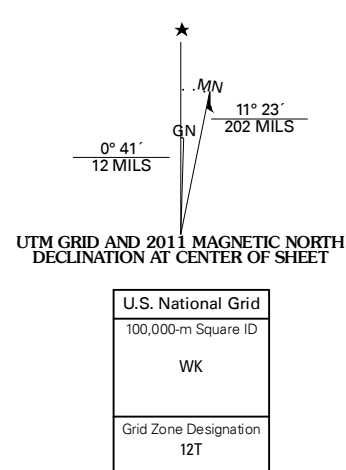 ★
MN
11° 23´
202 MILS
GN
0° 41´
12 MILS
UTM GRID AND 2011 MAGNETIC NORTH
DECLINATION AT CENTER OF SHEET
U.S. National Grid
100,000-m Square ID
WK
Grid Zone Designation
12T